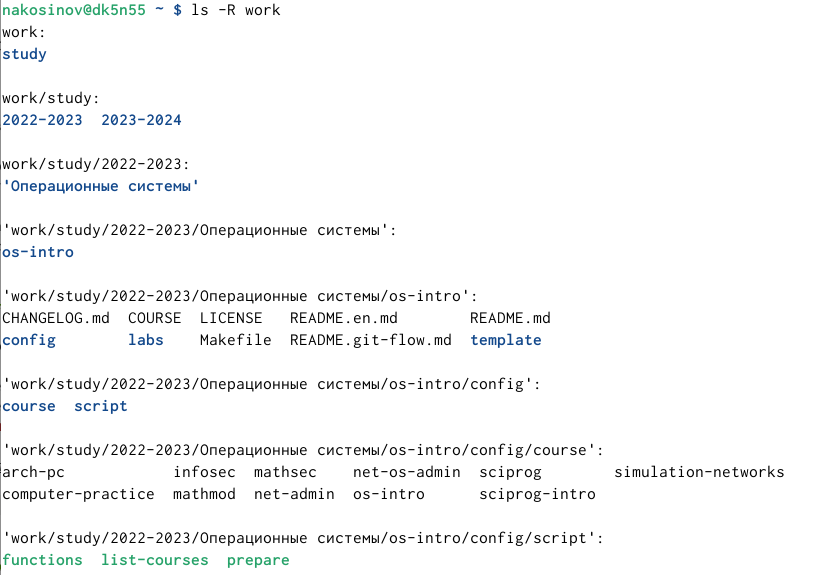 nakosinov@dk5n55 ~ $ ls -R work
work:
study
work/study:
2022-2023  2023-2024
work/study/2022-2023:
'Операционные системы'
'work/study/2022-2023/Операционные системы':
os-intro
'work/study/2022-2023/Операционные системы/os-intro':
CHANGELOG.md  COURSE  LICENSE   README.en.md        README.md
config        labs    Makefile  README.git-flow.md  template
'work/study/2022-2023/Операционные системы/os-intro/config':
course  script
'work/study/2022-2023/Операционные системы/os-intro/config/course':
arch-pc            infosec  mathsec    net-os-admin  sciprog        simulation-networks
computer-practice  mathmod  net-admin  os-intro      sciprog-intro
'work/study/2022-2023/Операционные системы/os-intro/config/script':
functions  list-courses  prepare